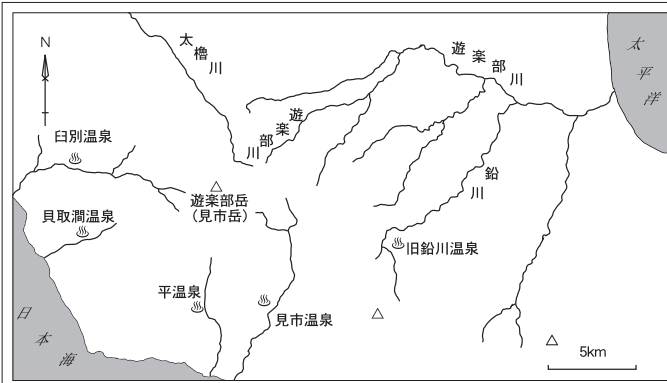 N
太櫓川
遊楽部川
太平洋
遊楽部川
臼別温泉
鉛川
遊楽部岳
(見市岳)
貝取澗温泉
旧鉛川温泉
平温泉
見市温泉
日本海
5km